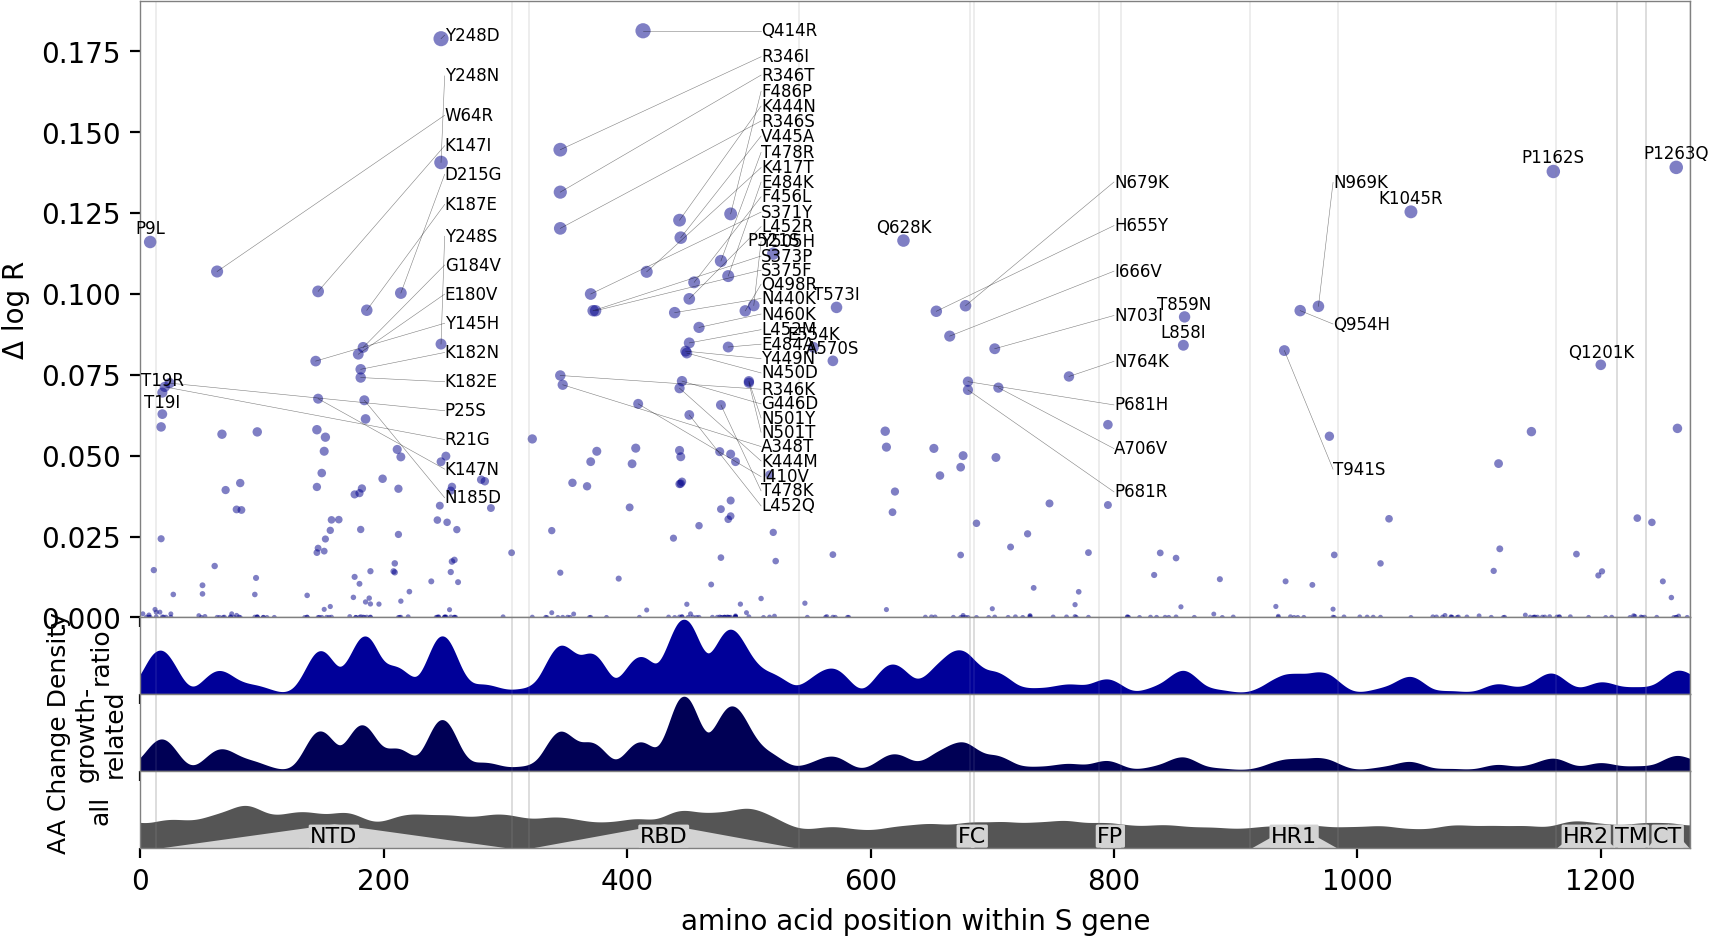 0.175
0.150
0.125
0.100
0.075
0.050
0.025
0.000
Δ log R
P9L
T19R
T19I
Y248D
Y248N
W64R
K147I
D215G
K187E
Y248S
G184V
E180V
Y145H
K182N
K182E
P25S
R21G
K147N
N185D
Q414R
R346I
R346T
F486P
K444N
R346S
V445A
T478R
K417T
E484K
F456L
S371Y
L452R
P521S
Y505H
S373P
S375F
Q498R
N440K
N460K
L452M
E484A
Y449N
N450D
R346K
G446D
N501Y
N501T
A348T
K444M
I410V
T478K
L452Q
T573I
E554K
A570S
Q628K
N679K
H655Y
I666V
N703I
N764K
P681H
A706V
P681R
T859N
L858I
N969K
K1045R
Q954H
T941S
P1162S
P1263Q
Q1201K
AA Change Density
ratio
growth-
related
all
NTD
RBD
FC
FP
HR1
HR2
TM
CT
0
200
400
600
800
1000
1200
amino acid position within S gene